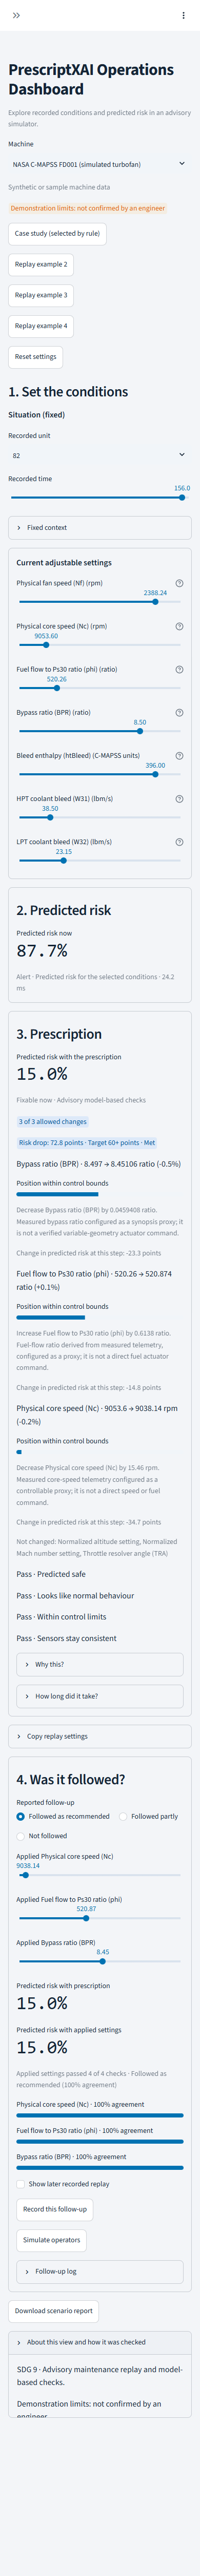 PrescriptXAI Operations
Dashboard
Explore recorded conditions and predicted risk in an advisory
simulator.
Machine
NASA C-MAPSS FD001 (simulated turbofan)
Synthetic or sample machine data
Demonstration limits: not confirmed by an engineer
Case study (selected by rule)
Replay example 2
Replay example 3
Replay example 4
Reset settings
1. Set the conditions
Situation (fixed)
Recorded unit
82
Recorded time
156.0
Fixed context
Current adjustable settings
Physical fan speed (Nf) (rpm)
2388.24
Physical core speed (Nc) (rpm)
9053.60
Fuel flow to Ps30 ratio (phi) (ratio)
520.26
Bypass ratio (BPR) (ratio)
8.50
Bleed enthalpy (htBleed) (C-MAPSS units)
396.00
HPT coolant bleed (W31) (lbm/s)
38.50
LPT coolant bleed (W32) (lbm/s)
23.15
2. Predicted risk
Predicted risk now
87.7%
Alert · Predicted risk for the selected conditions · 24.2
ms
3. Prescription
Predicted risk with the prescription
15.0%
Fixable now · Advisory model-based checks
3 of 3 allowed changes
Risk drop: 72.8 points · Target 60+ points · Met
Bypass ratio (BPR) · 8.497 → 8.45106 ratio (-0.5%)
Position within control bounds
Decrease Bypass ratio (BPR) by 0.0459408 ratio.
Measured bypass ratio configured as a synopsis proxy; it
is not a verified variable-geometry actuator command.
Change in predicted risk at this step: -23.3 points
Fuel flow to Ps30 ratio (phi) · 520.26 → 520.874
ratio (+0.1%)
Position within control bounds
Increase Fuel flow to Ps30 ratio (phi) by 0.6138 ratio.
Fuel-flow ratio derived from measured telemetry,
configured as a proxy; it is not a direct fuel actuator
command.
Change in predicted risk at this step: -14.8 points
Physical core speed (Nc) · 9053.6 → 9038.14 rpm
(-0.2%)
Position within control bounds
Decrease Physical core speed (Nc) by 15.46 rpm.
Measured core-speed telemetry configured as a
controllable proxy; it is not a direct speed or fuel
command.
Change in predicted risk at this step: -34.7 points
Not changed: Normalized altitude setting, Normalized
Mach number setting, Throttle resolver angle (TRA)
Pass · Predicted safe
Pass · Looks like normal behaviour
Pass · Within control limits
Pass · Sensors stay consistent
Why this?
How long did it take?
Copy replay settings
4. Was it followed?
Reported follow-up
Followed as recommended
Followed partly
Not followed
Applied Physical core speed (Nc)
9038.14
Applied Fuel flow to Ps30 ratio (phi)
520.87
Applied Bypass ratio (BPR)
8.45
Predicted risk with prescription
15.0%
Predicted risk with applied settings
15.0%
Applied settings passed 4 of 4 checks · Followed as
recommended (100% agreement)
Physical core speed (Nc) · 100% agreement
Fuel flow to Ps30 ratio (phi) · 100% agreement
Bypass ratio (BPR) · 100% agreement
Show later recorded replay
Record this follow-up
Simulate operators
Follow-up log
Download scenario report
About this view and how it was checked
SDG 9 · Advisory maintenance replay and model-
based checks.
Demonstration limits: not confirmed by an
engineer